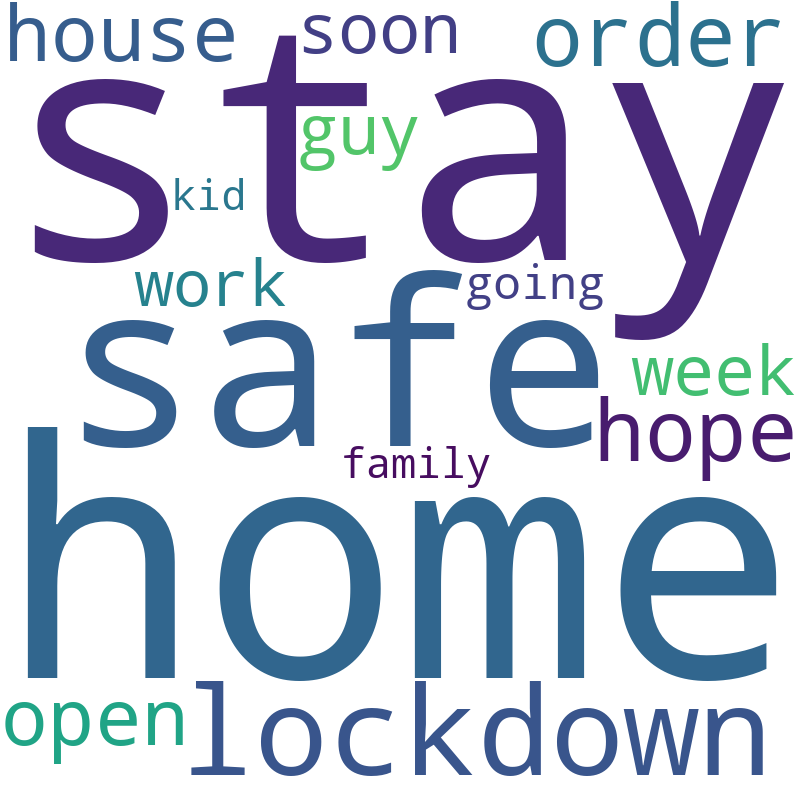 house soon order
stay
guy
kid
work going
safe
week
hope
family
home
open lockdown